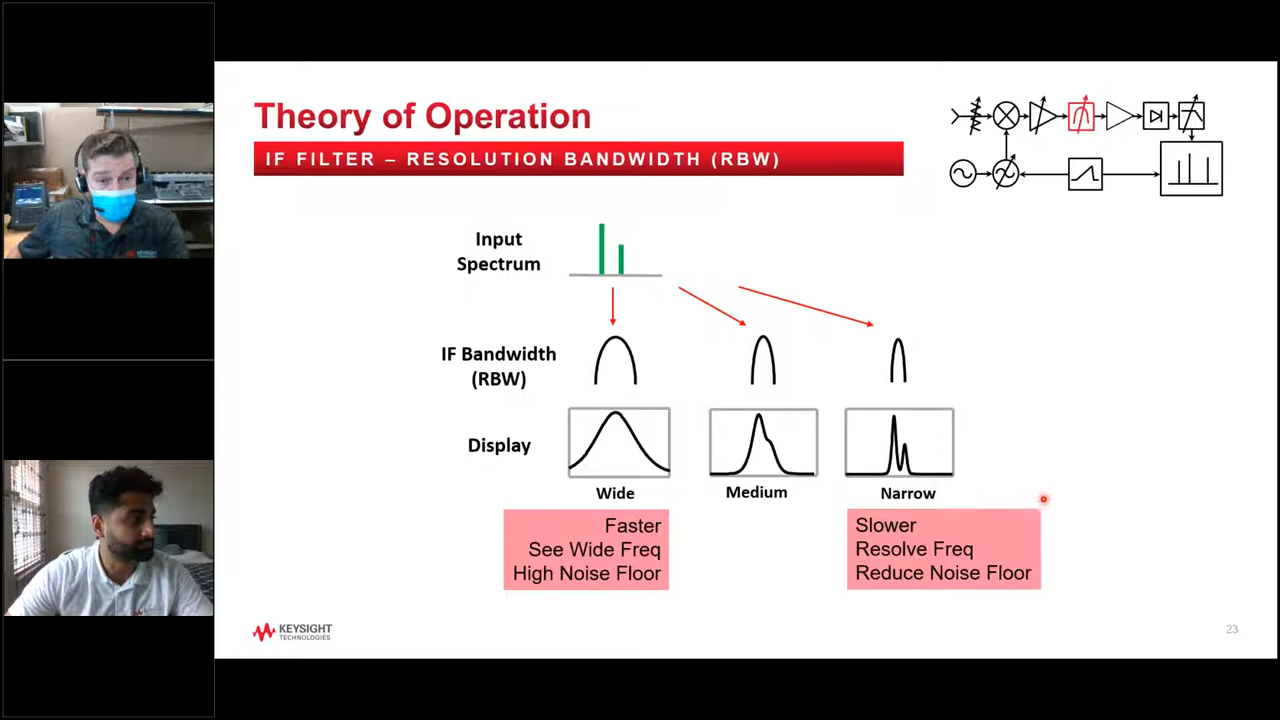 Theory of Operation
IF FILTER – RESOLUTION BANDWIDTH (RBW)
Input
Spectrum
IF Bandwidth
(RBW)
Display
Wide
Medium
Narrow
Faster
See Wide Freq
High Noise Floor
Slower
Resolve Freq
Reduce Noise Floor
KEYSIGHT
TECHNOLOGIES
23
KEYSIGHT